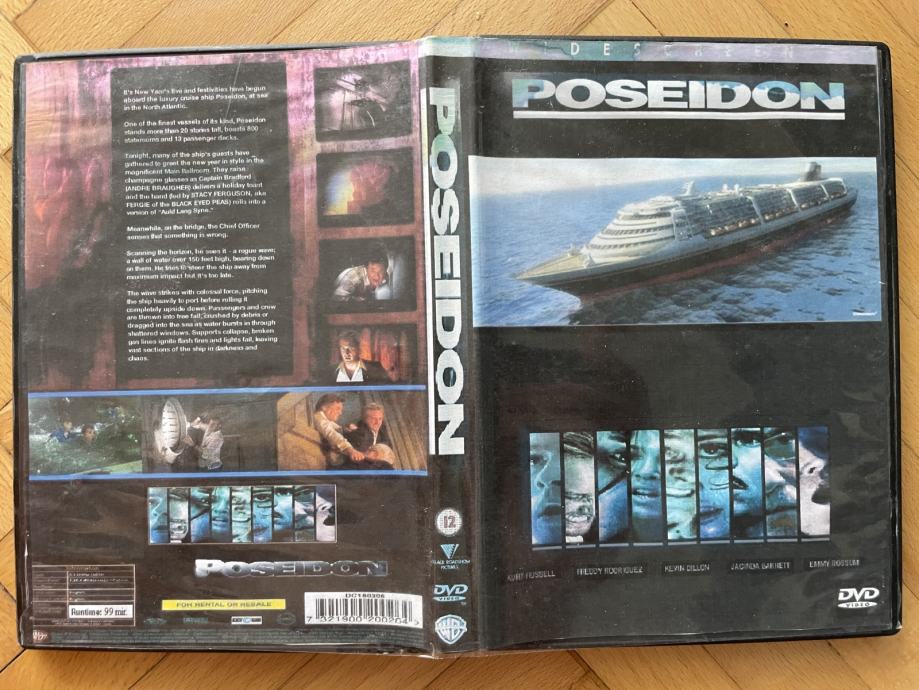 It's New Year's Eve and festivities have begun
aboard the luxury cruise ship Poseidon, at sea
in the North Atlantic.
One of the finest vessels of its kind, Poseidon
stands more than 20 stories tall, boasts 800
staterooms and 13 passenger decks.
Tonight, many of the ship's guests have
gathered to greet the new year in style in the
magnificent Main Ballroom. They raise
champagne glasses as Captain Bradford
(ANDRE BRAUGHER) delivers a holiday toast
and the band (led by STACY FERGUSON, aka
FERGIE of the BLACK EYED PEAS) rolls into a
version of "Auld Lang Syne."
Meanwhile, on the bridge, the Chief Officer
senses that something is wrong.
Scanning the horizon, he sees it - a rogue wave;
a wall of water over 150 feet high, bearing down
on them. He tries to steer the ship away from
maximum impact but it's too late.
The wave strikes with colossal force, pitching
the ship heavily to port before rolling it
completely upside down. Passengers and crew
are thrown into free fall, crushed by debris or
dragged into the sea as water bursts in through
shattered windows. Supports collapse, broken
gas lines ignite flash fires and lights fail, leaving
vast sections of the ship in darkness and
chaos.
POSEIDON
Runtime: 99 min.
FOR RENTAL OR RESALE
DC180206
7 321900 200204
POSEIDON
12
VILLAGE ROADSHOW
PICTURES
DVD
VIDEO
WB
WIDESCREEN
POSEIDON
KURT RUSSELL FREDDY RODRIGUEZ KEVIN DILLON JACINDA BARRETT EMMY ROSSUM
DVD
VIDEO